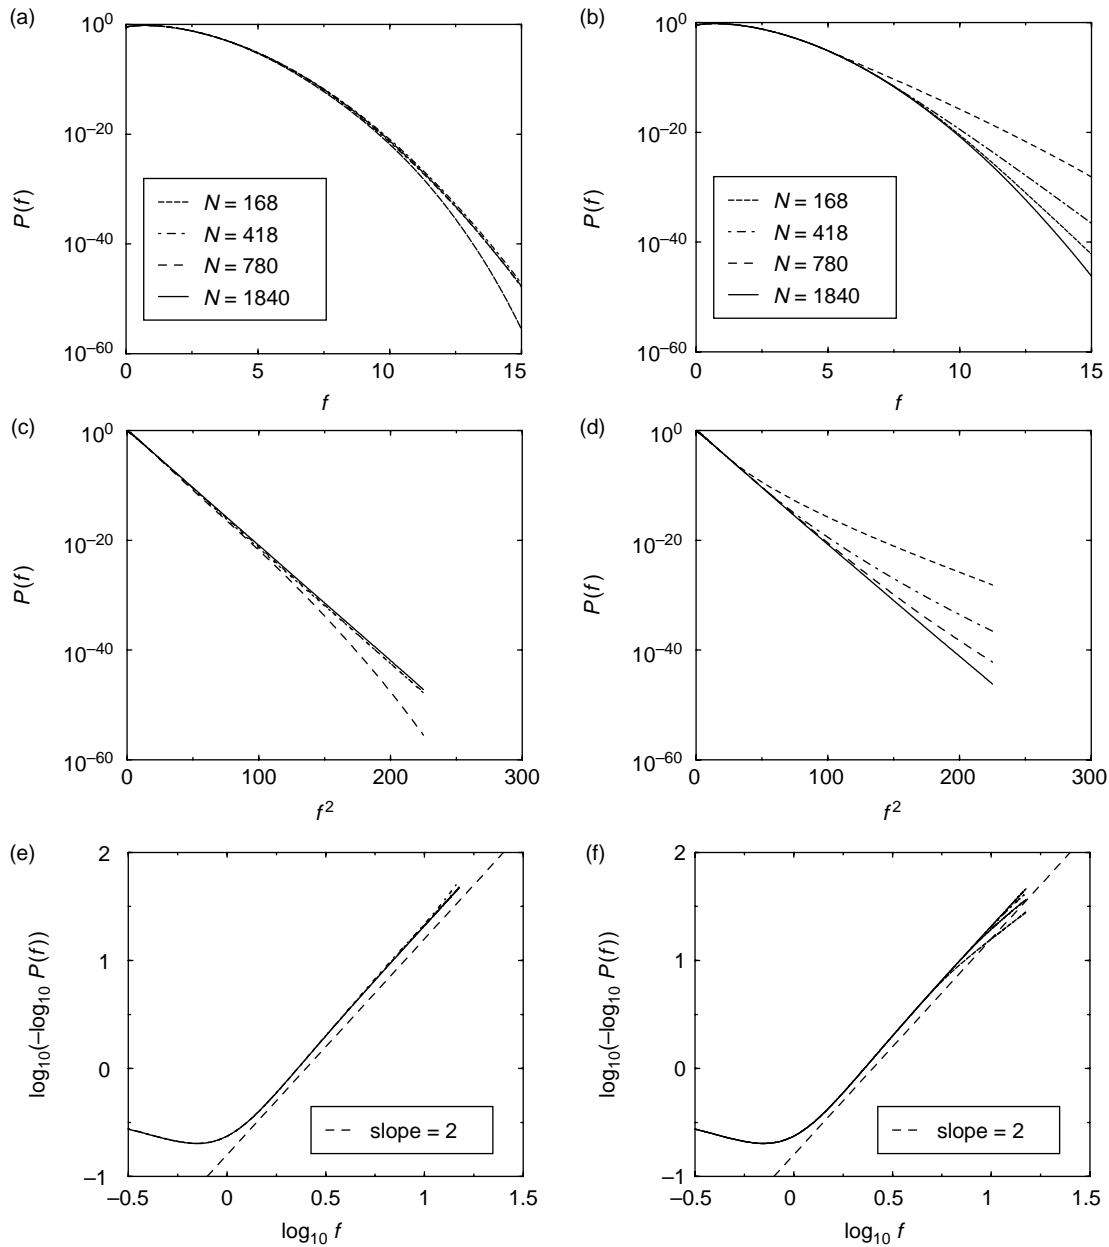 (a)
10^0
10^–20
10^–40
10^–60
P(f)
N = 168
N = 418
N = 780
N = 1840
0 5 10 15
f
(b)
10^0
10^–20
10^–40
10^–60
P(f)
N = 168
N = 418
N = 780
N = 1840
0 5 10 15
f
(c)
10^0
10^–20
10^–40
10^–60
P(f)
0 100 200 300
f^2
(d)
10^0
10^–20
10^–40
10^–60
P(f)
0 100 200 300
f^2
(e)
2
1
0
–1
log10(–log10 P(f))
slope = 2
–0.5 0 0.5 1 1.5
log10 f
(f)
2
1
0
–1
log10(–log10 P(f))
slope = 2
–0.5 0 0.5 1 1.5
log10 f